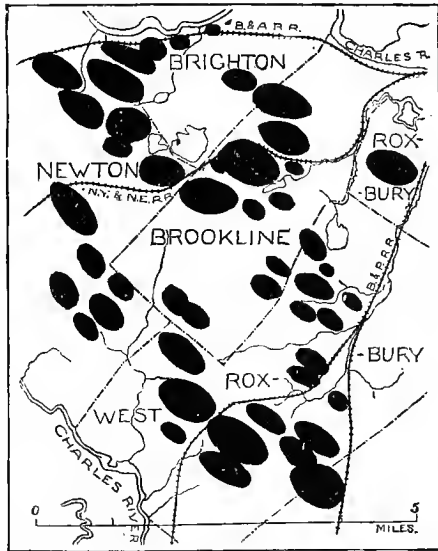 B. & A. R. R.
CHARLES R.
BRIGHTON
ROX-
-BURY
NEWTON
N.Y. & N.E. R.R.
BROOKLINE
B. & P. R. R.
-BURY
ROX-
WEST
CHARLES RIVER
0 5
MILES.